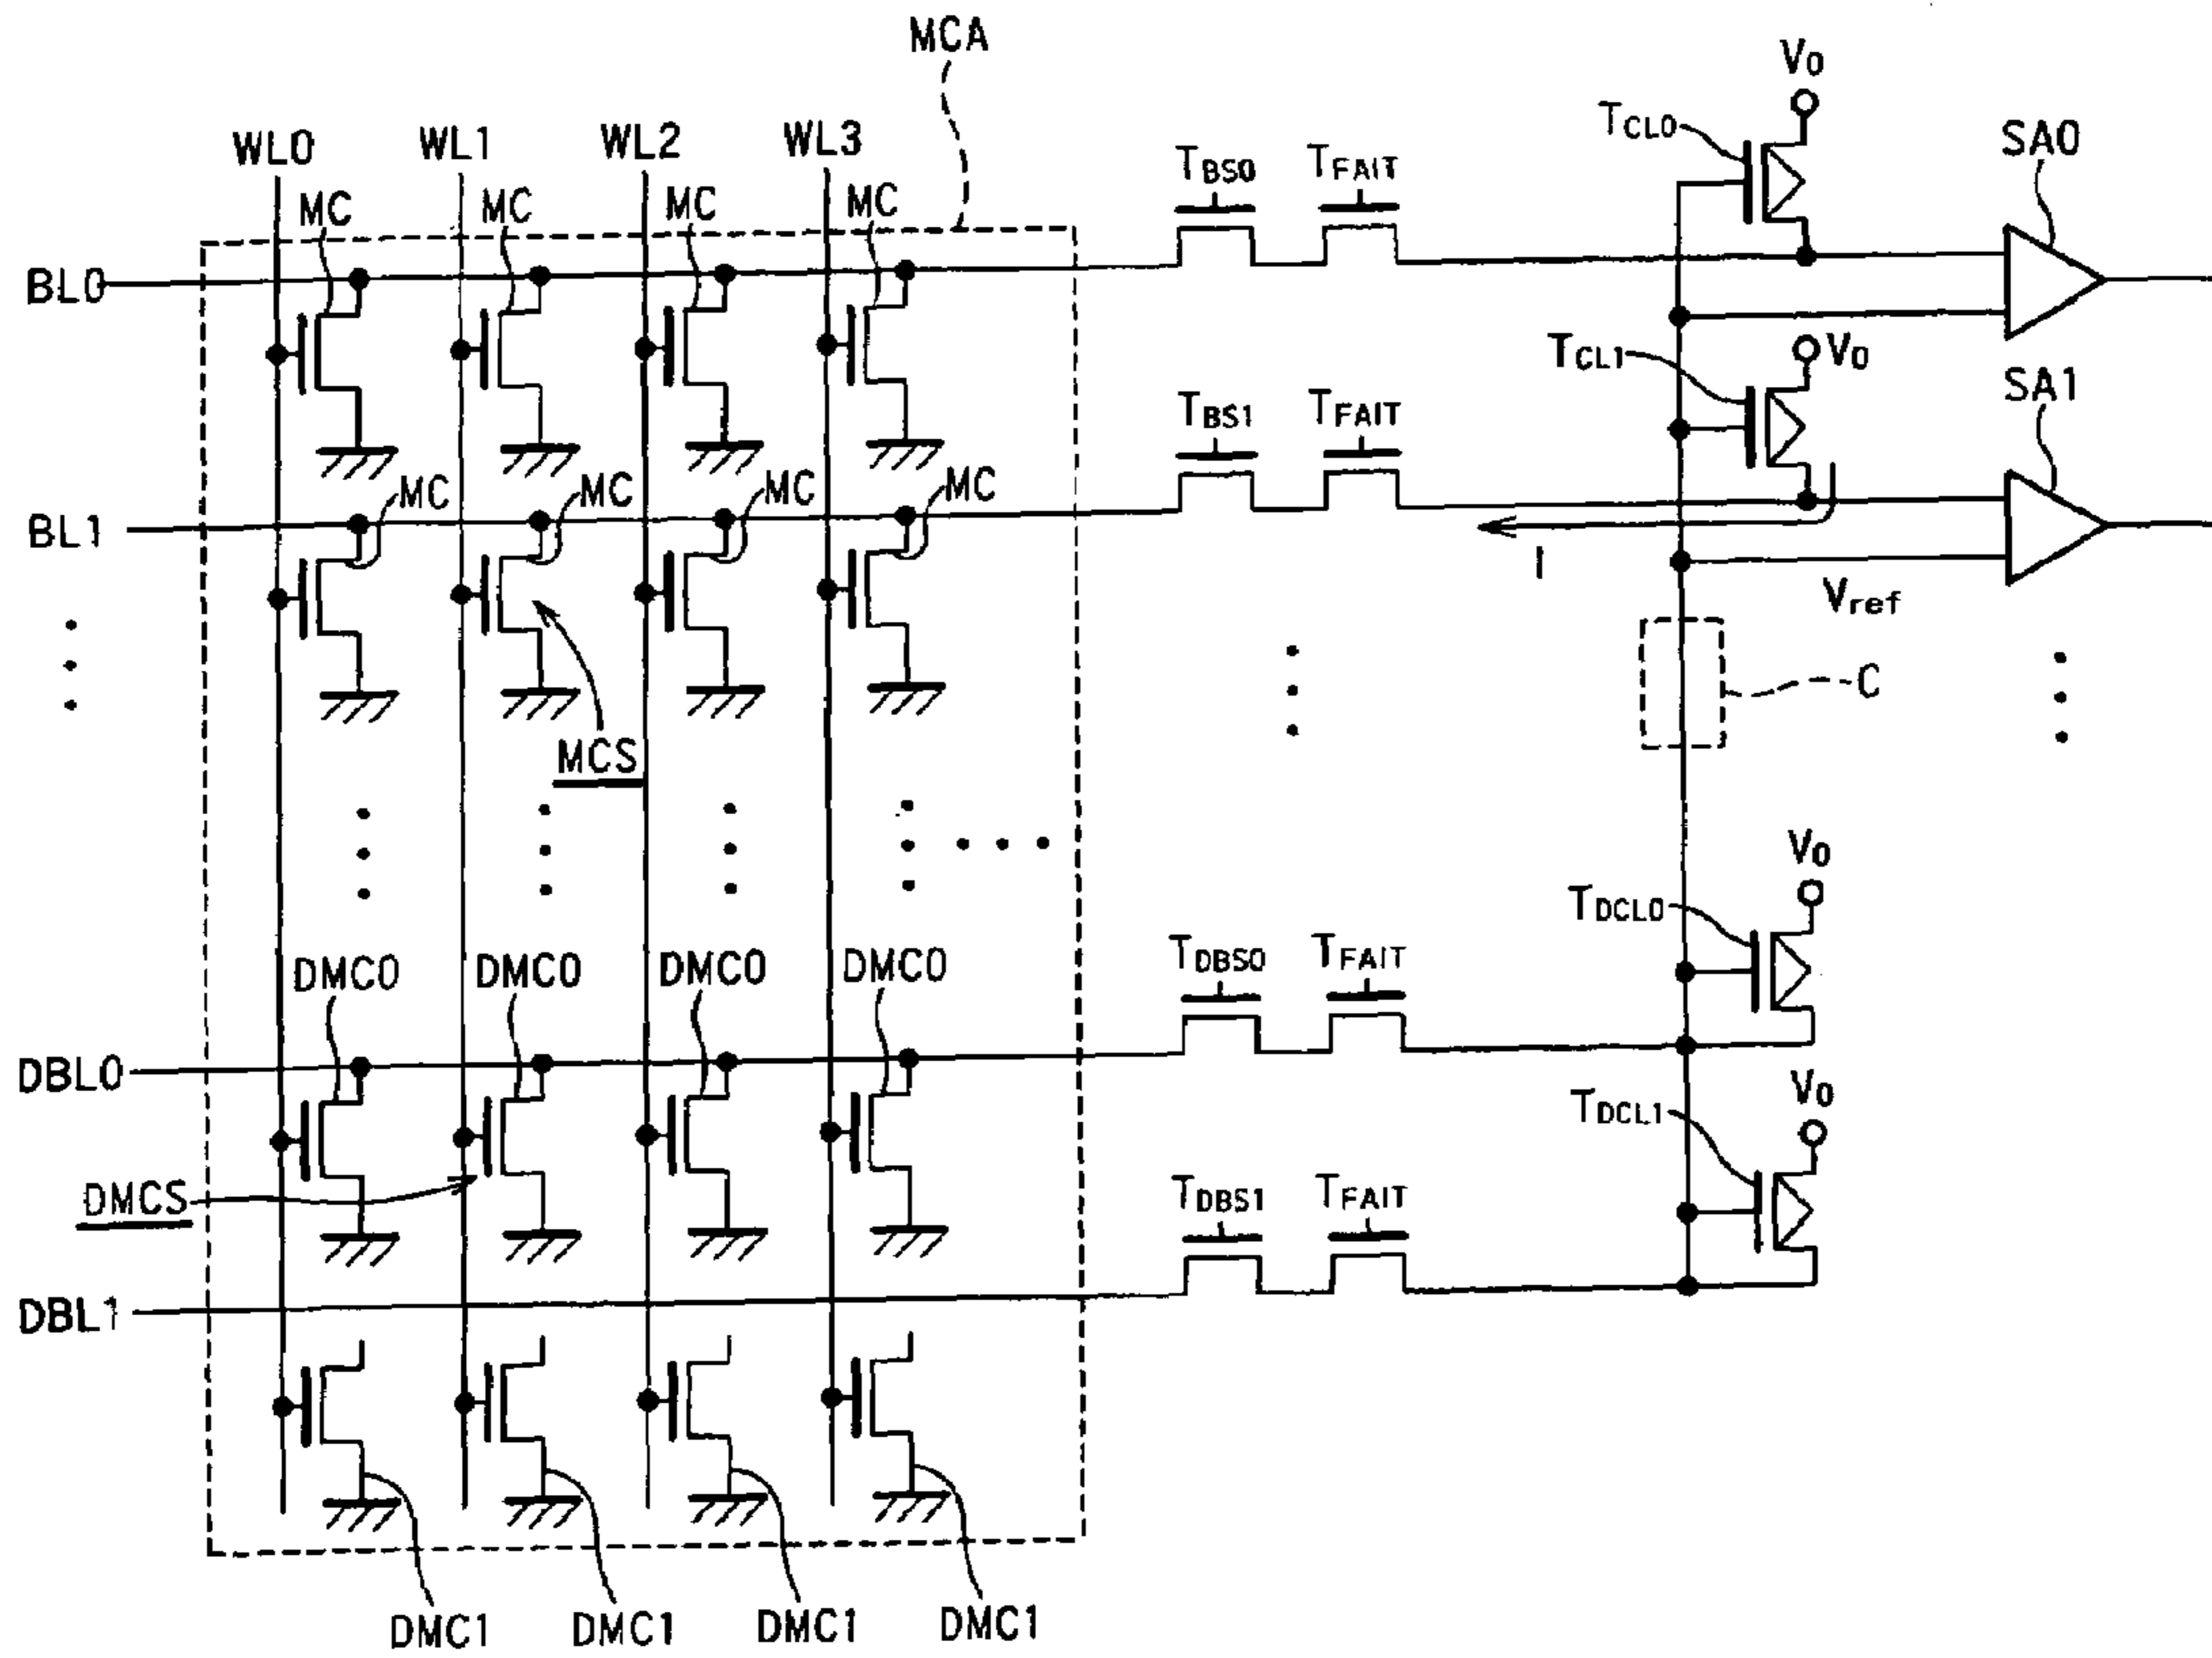 MCA
V0
TCL0
SA0
WL0 WL1 WL2 WL3
TBS0 TFAIT
MC MC MC MC
BL0
TCL1 V0
SA1
TBS1 TFAIT
MC MC MC MC
BL1
I
Vref
C
MCS
V0
TDCL0
DMC0 DMC0 DMC0 DMC0
TDBS0 TFAIT
DBL0
V0
TDCL1
DMCS
TDBS1 TFAIT
DBL1
DMC1 DMC1 DMC1 DMC1